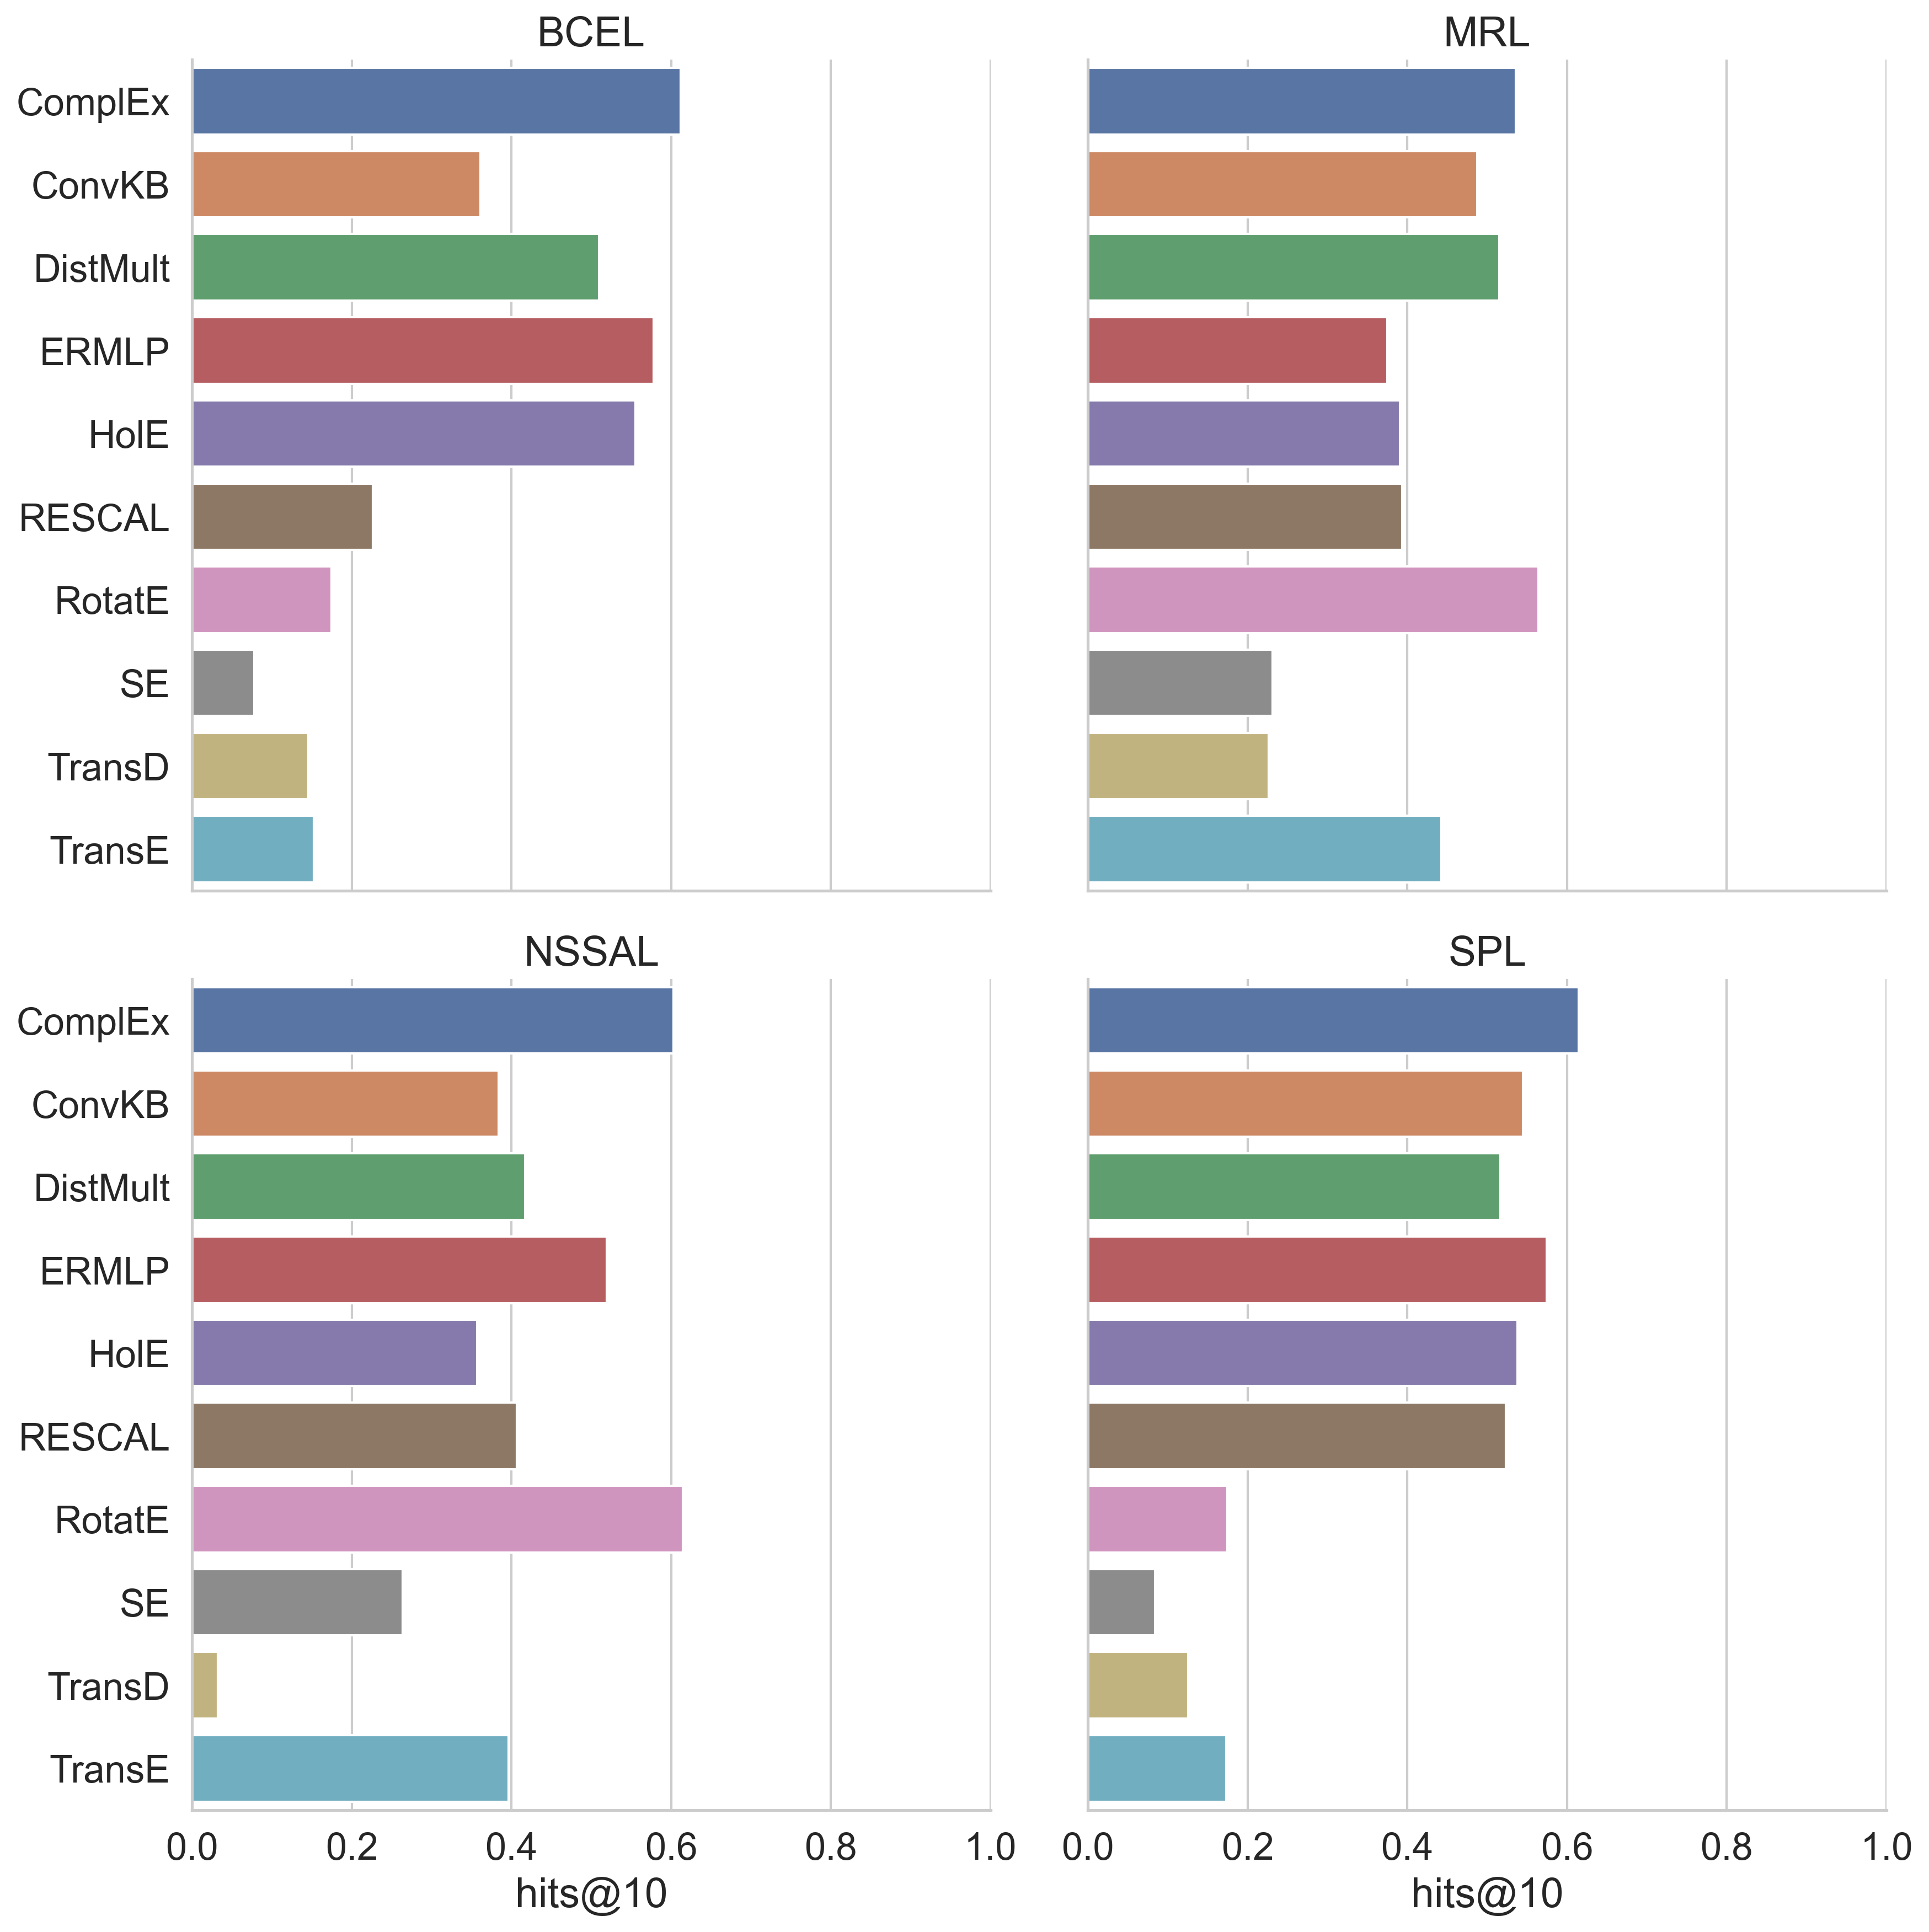 BCEL
ComplEx
ConvKB
DistMult
ERMLP
HolE
RESCAL
RotatE
SE
TransD
TransE
MRL
NSSAL
ComplEx
ConvKB
DistMult
ERMLP
HolE
RESCAL
RotatE
SE
TransD
TransE
0.0 0.2 0.4 0.6 0.8 1.0
hits@10
SPL
0.0 0.2 0.4 0.6 0.8 1.0
hits@10